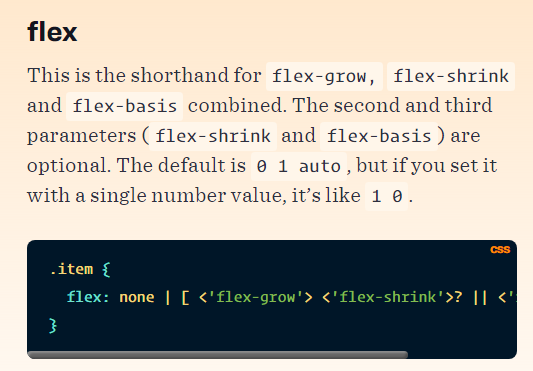 flex
This is the shorthand for flex-grow, flex-shrink
and flex-basis combined. The second and third
parameters ( flex-shrink and flex-basis ) are
optional. The default is 0 1 auto , but if you set it
with a single number value, it’s like 1 0 .
CSS
.item {
flex: none | [ <'flex-grow'> <'flex-shrink'>? || <'
}